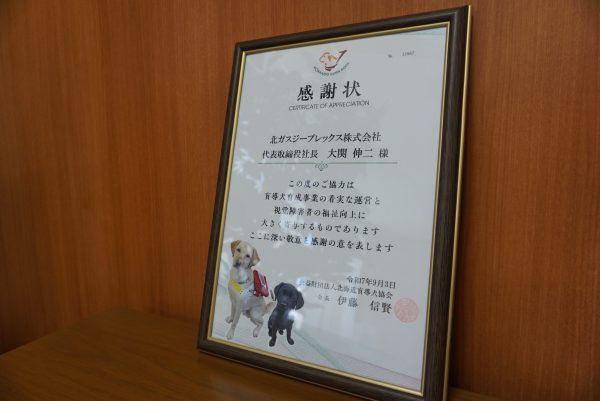 感謝状
CERTIFICATE OF APPRECIATION
北ガスジープレックス株式会社
代表取締役社長 大関 伸二 様
この度のご協力は
盲導犬育成事業の着実な運営と
視覚障害者の福祉向上に
大きく寄与するものであります
ここに深い敬意と感謝の意を表します
令和7年9月3日
公益財団法人北海道盲導犬協会
会長 伊藤 信賢